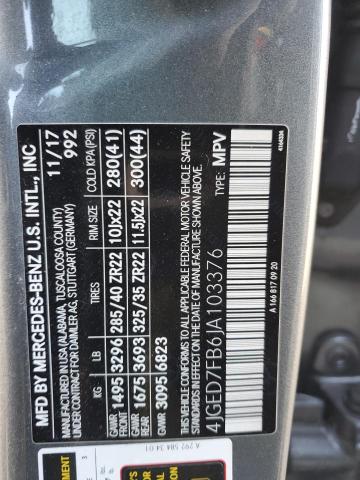 MFD BY MERCEDES-BENZ U.S. INTL., INC 11/17
MANUFACTURED IN USA (ALABAMA, TUSCALOOSA COUNTY) 992
UNDER LICENCE FOR DAIMLER AG, STUTTGART (GERMANY)
KG LB TIRES RIM SIZE COLD KPA (PSI)
GAWR FRONT 1495 3296 285/40 ZR22 10Jx22 280(41)
GAWR REAR 1675 3693 325/35 ZR22 11.5Jx22 300(44)
GVWR 3095 6823
THIS VEHICLE CONFORMS TO ALL APPLICABLE FEDERAL MOTOR VEHICLE SAFETY
STANDARDS IN EFFECT ON THE DATE OF MANUFACTURE SHOWN ABOVE
4JGED7FB6JA103376 TYPE: MPV
A 166 817 09 20
A 292 584 34 01